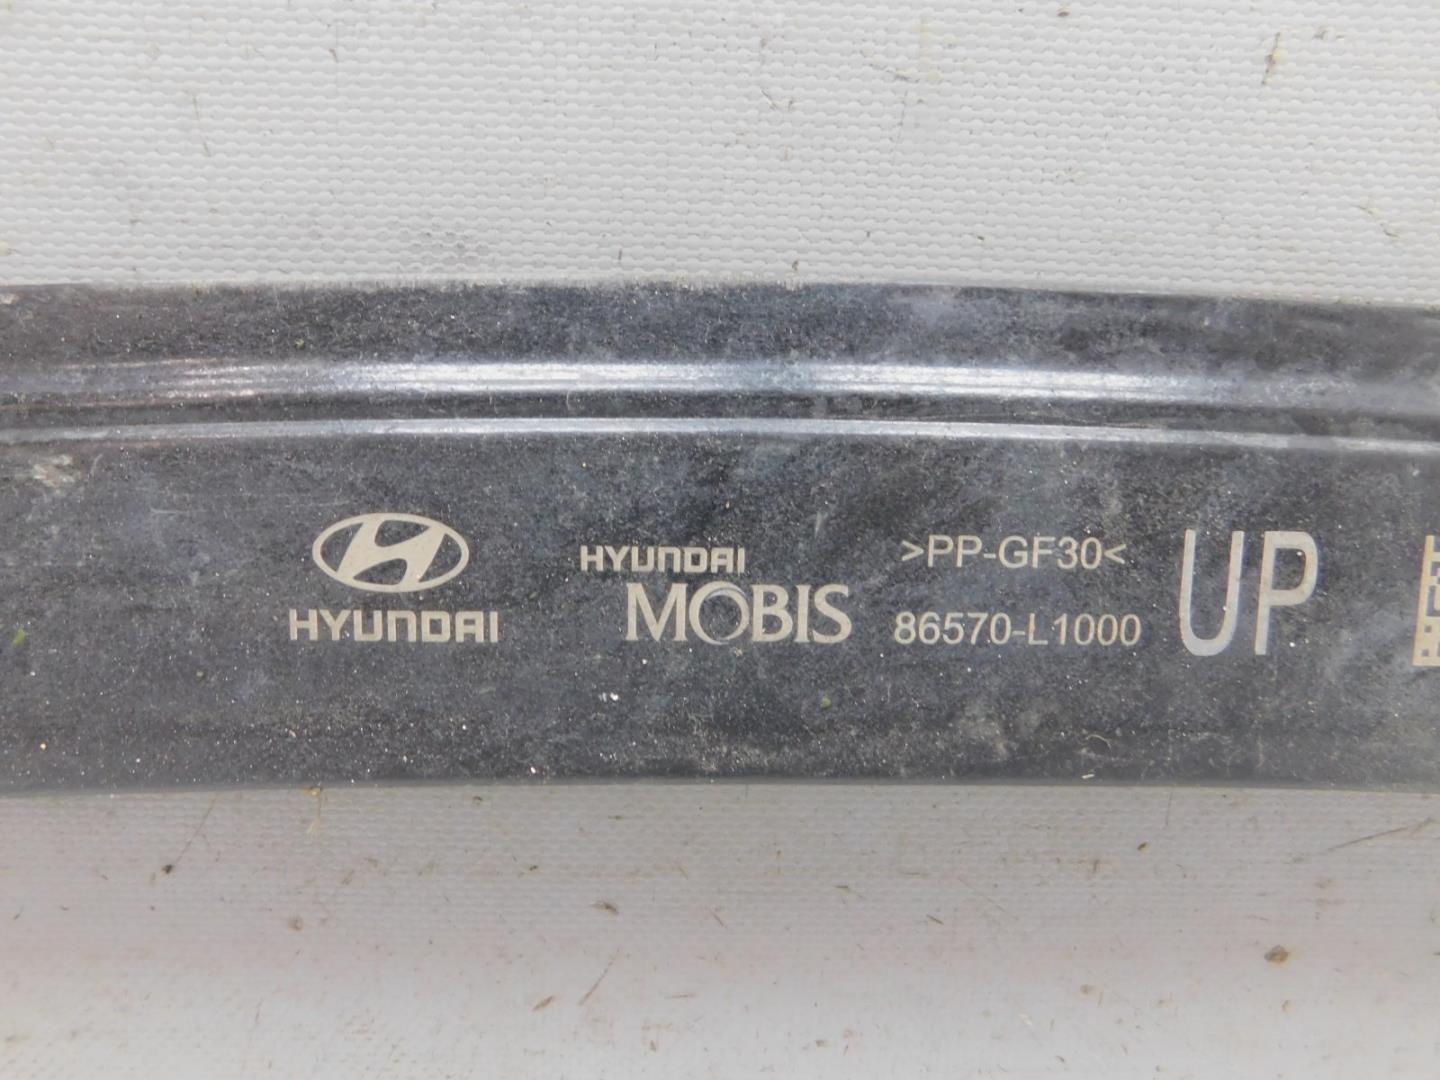 HYUNDAI
HYUNDAI
MOBIS
>PP-GF30<
86570-L1000
UP